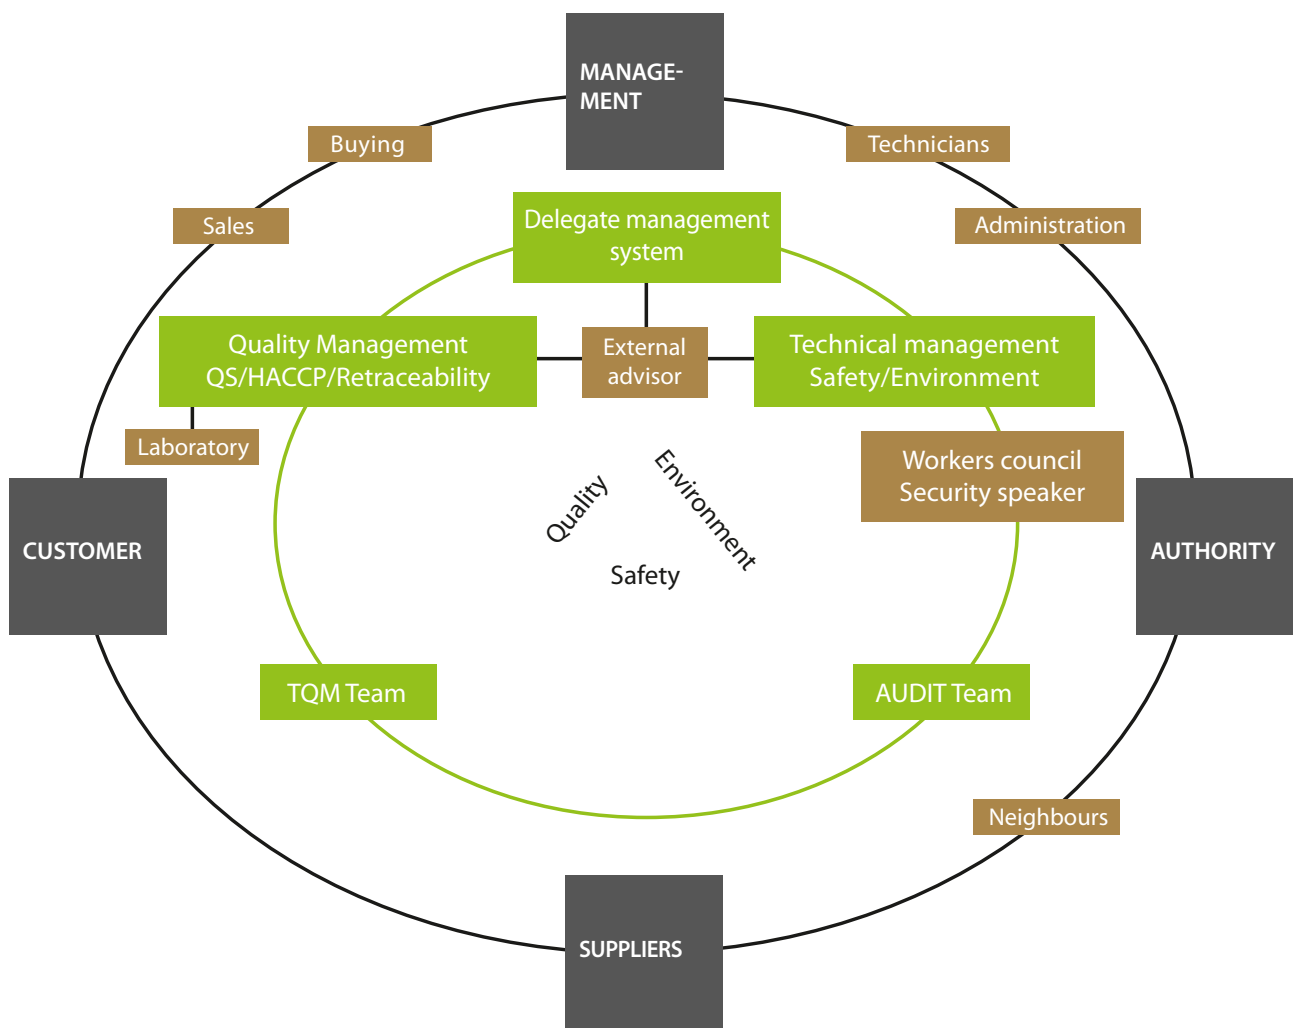 MANAGE-
MENT
Buying
Technicians
Sales
Administration
Delegate management
system
Quality Management
QS/HACCP/Retraceability
External
advisor
Technical management
Safety/Environment
Laboratory
Workers council
Security speaker
Quality
Environment
Safety
CUSTOMER
AUTHORITY
TQM Team
AUDIT Team
Neighbours
SUPPLIERS